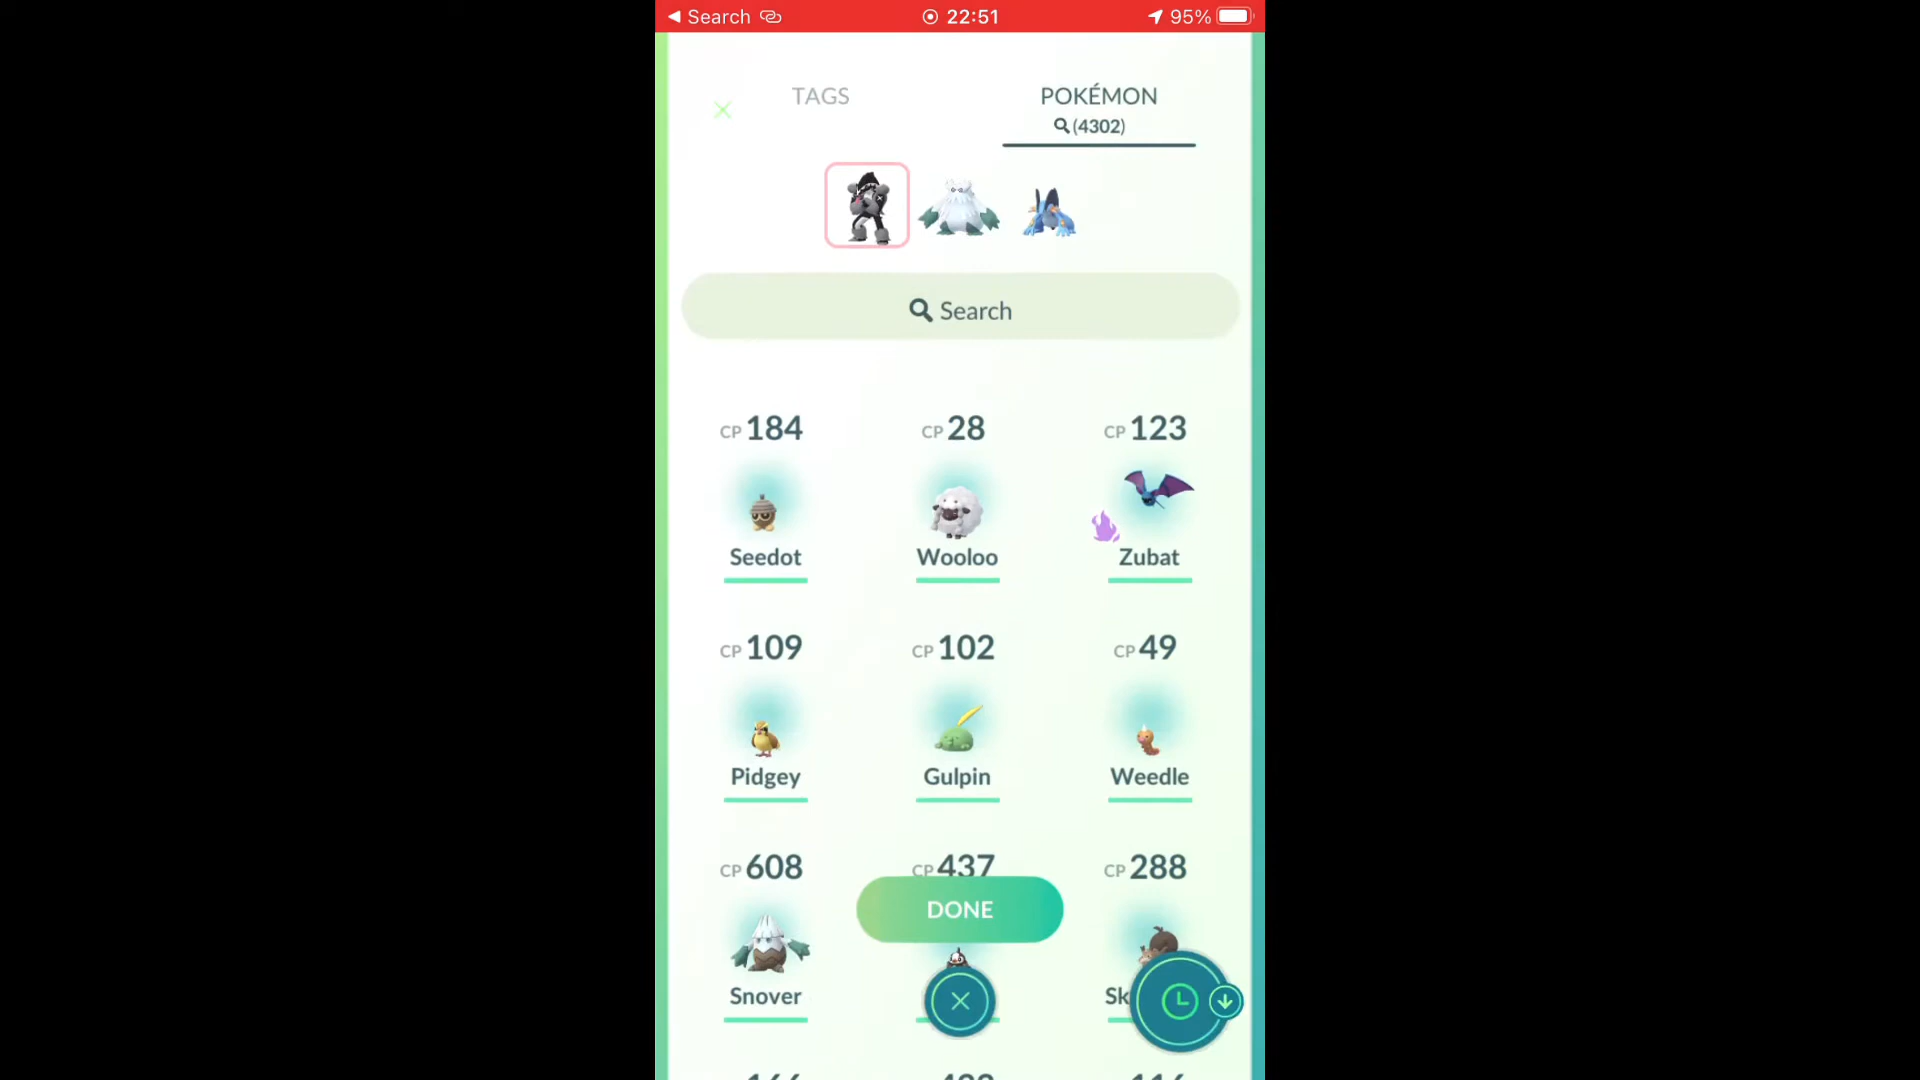 Search 22:51 95%
TAGS POKÉMON
(4302)
Search
CP 184 CP 28 CP 123
Seedot Wooloo Zubat
CP 109 CP 102 CP 49
Pidgey Gulpin Weedle
CP 608 CP 437 CP 288
DONE
Snover Sk